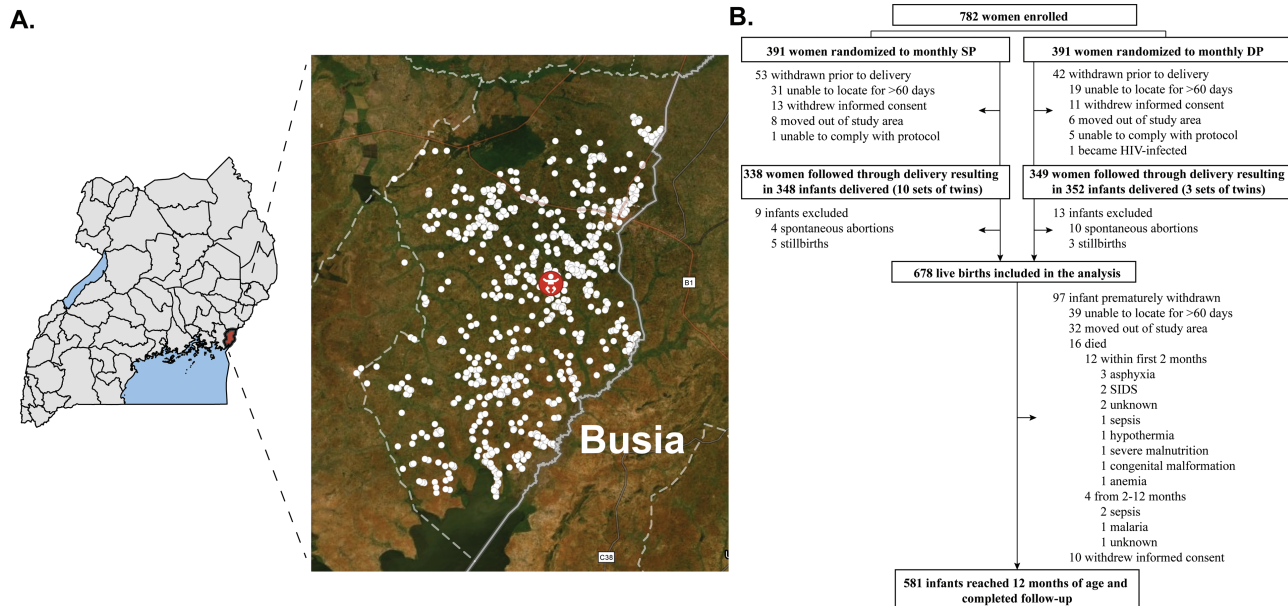 A.
B1
Busia
C38
B.
782 women enrolled
391 women randomized to monthly SP
53 withdrawn prior to delivery
31 unable to locate for >60 days
13 withdrew informed consent
8 moved out of study area
1 unable to comply with protocol
391 women randomized to monthly DP
42 withdrawn prior to delivery
19 unable to locate for >60 days
11 withdrew informed consent
6 moved out of study area
5 unable to comply with protocol
1 became HIV-infected
338 women followed through delivery resulting
in 348 infants delivered (10 sets of twins)
9 infants excluded
4 spontaneous abortions
5 stillbirths
349 women followed through delivery resulting
in 352 infants delivered (3 sets of twins)
13 infants excluded
10 spontaneous abortions
3 stillbirths
678 live births included in the analysis
97 infant prematurely withdrawn
39 unable to locate for >60 days
32 moved out of study area
16 died
12 within first 2 months
3 asphyxia
2 SIDS
2 unknown
1 sepsis
1 hypothermia
1 severe malnutrition
1 congenital malformation
1 anemia
4 from 2-12 months
2 sepsis
1 malaria
1 unknown
10 withdrew informed consent
581 infants reached 12 months of age and
completed follow-up